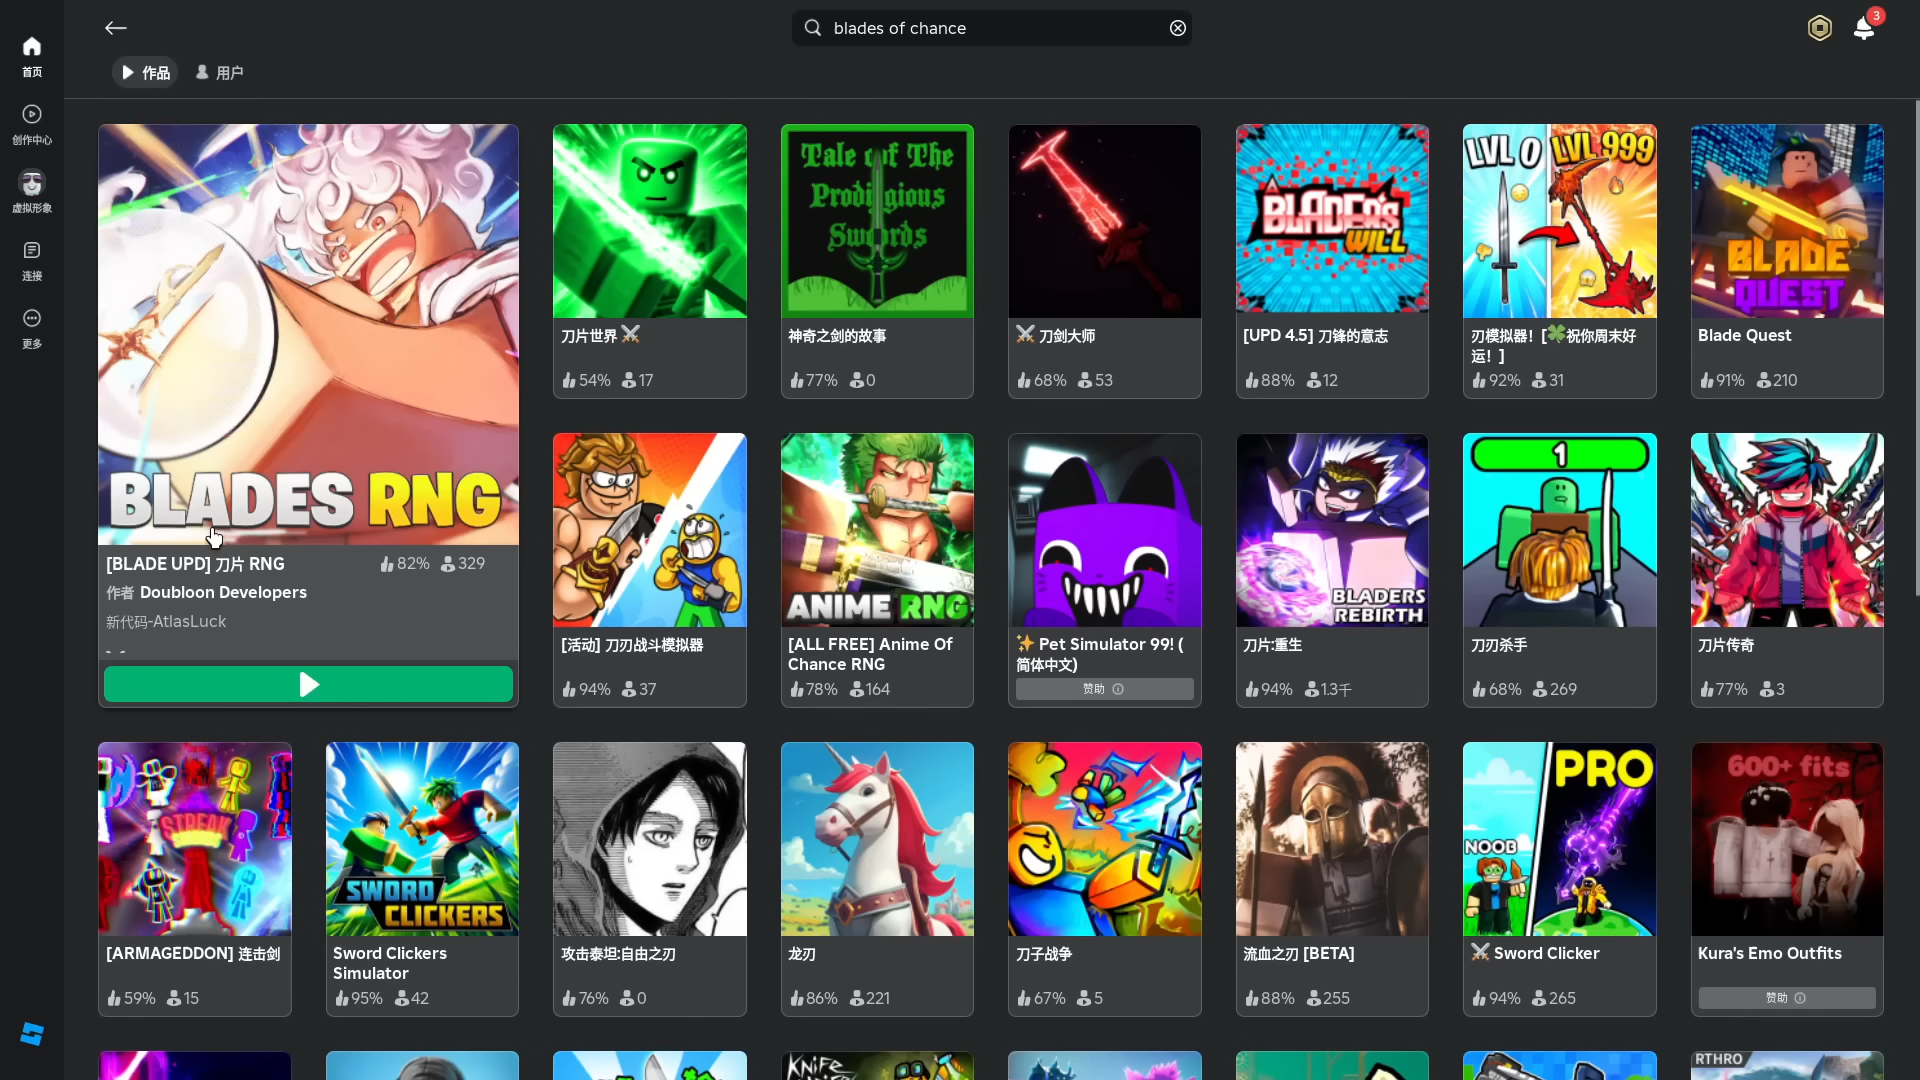 blades of chance
3
作品
用户
首页
创作中心
虚拟形象
连接
更多
BLADES RNG
[BLADE UPD] 刀片 RNG
82%
329
作者 Doubloon Developers
新代码-AtlasLuck
刀片世界
54%
17
Tale of The
Prodigious
Swords
神奇之剑的故事
77%
0
刀剑大师
68%
53
BLADER'S
WILL
[UPD 4.5] 刀锋的意志
88%
12
LVL 0
LVL 999
刃模拟器！[🍀祝你周末好
运！]
92%
31
BLADE
QUEST
Blade Quest
91%
210
[活动] 刀刃战斗模拟器
94%
37
ANIME RNG
[ALL FREE] Anime Of
Chance RNG
78%
164
✨ Pet Simulator 99! (
简体中文)
赞助
BLADERS
REBIRTH
刀片:重生
94%
1.3千
1
刀刃杀手
68%
269
刀片传奇
77%
3
STREAK
[ARMAGEDDON] 连击剑
59%
15
SWORD
CLICKERS
Sword Clickers
Simulator
95%
42
攻击泰坦:自由之刃
76%
0
龙刃
86%
221
刀子战争
67%
5
流血之刃 [BETA]
88%
255
PRO
NOOB
⚔ Sword Clicker
94%
265
600+ fits
Kura's Emo Outfits
赞助
KNIFE
RTHRO